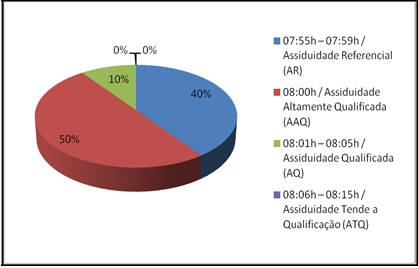 0% 0%
10%
40%
50%
07:55h – 07:59h /
Assiduidade Referencial
(AR)
08:00h / Assiduidade
Altamente Qualificada
(AAQ)
08:01h – 08:05h /
Assiduidade Qualificada
(AQ)
08:06h – 08:15h /
Assiduidade Tende a
Qualificação (ATQ)